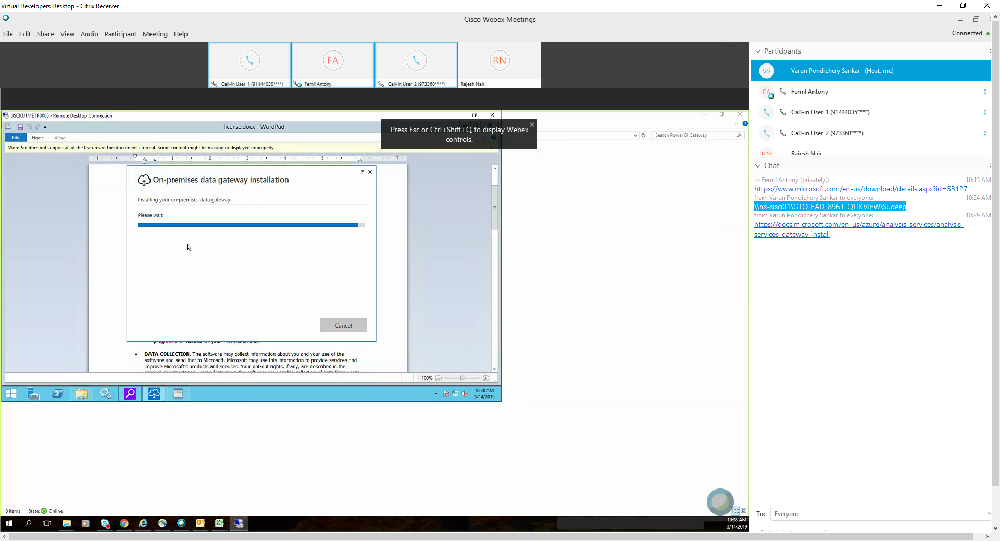 Virtual Developers Desktop - Citrix Receiver
Cisco Webex Meetings
File Edit Share View Audio Participant Meeting Help
Connected
Call-in User_1 (91444035****)
FA
Femil Antony
Call-in User_2 (973368****)
RN
Rajesh Nair
Participants
VS Varun Pondichery Sankar (Host, me)
FA Femil Antony
Call-in User_1 (91444035****)
Call-in User_2 (973368****)
RN Rajesh Nair
Chat
to Femil Antony (privately): 10:15 AM
https://www.microsoft.com/en-us/download/details.aspx?id=53127
from Varun Pondichery Sankar to everyone: 10:24 AM
\\ns-sisci01\GTO_EAD_8961_QLIKVIEW\Sudeep
from Varun Pondichery Sankar to everyone: 10:29 AM
https://docs.microsoft.com/en-us/azure/analysis-services/analysis-
services-gateway-install
To: Everyone
Enter chat message here
USCKU1METP0005 - Remote Desktop Connection
license.docx - WordPad
Press Esc or Ctrl+Shift+Q to display Webex
controls.
Search Power BI Gateway
File Home View
WordPad does not support all of the features of this document's format. Some content might be missing or displayed improperly.
1 1 2 3 4 5 7
? ×
On-premises data gateway installation
Installing your on-premises data gateway.
Please wait
Cancel
program are included for your information only.
• DATA COLLECTION. The software may collect information about you and your use of the
software and send that to Microsoft. Microsoft may use this information to provide services and
improve Microsoft's products and services. Your opt-out rights, if any, are described in the
product documentation. Some features in the software may enable collection of data from users
100%
10:38 AM
3/14/2019
0 items State: Online
10:38 AM
3/14/2019